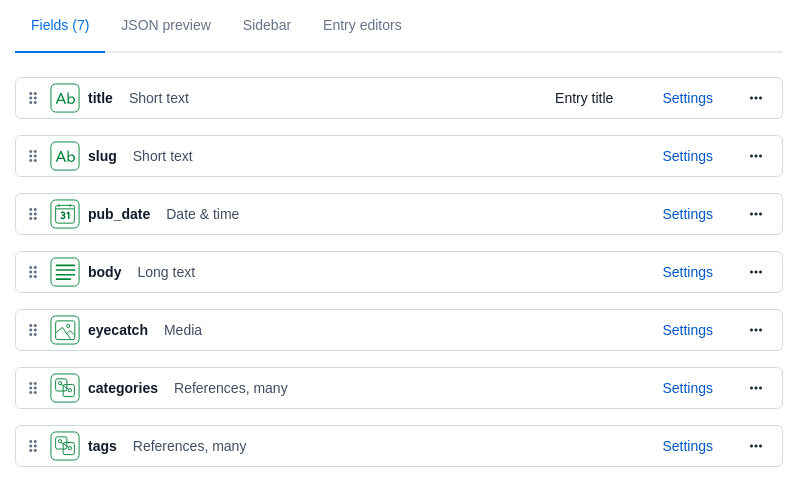 Fields (7) JSON preview Sidebar Entry editors
Ab title Short text Entry title Settings
Ab slug Short text Settings
31 pub_date Date & time Settings
body Long text Settings
eyecatch Media Settings
categories References, many Settings
tags References, many Settings